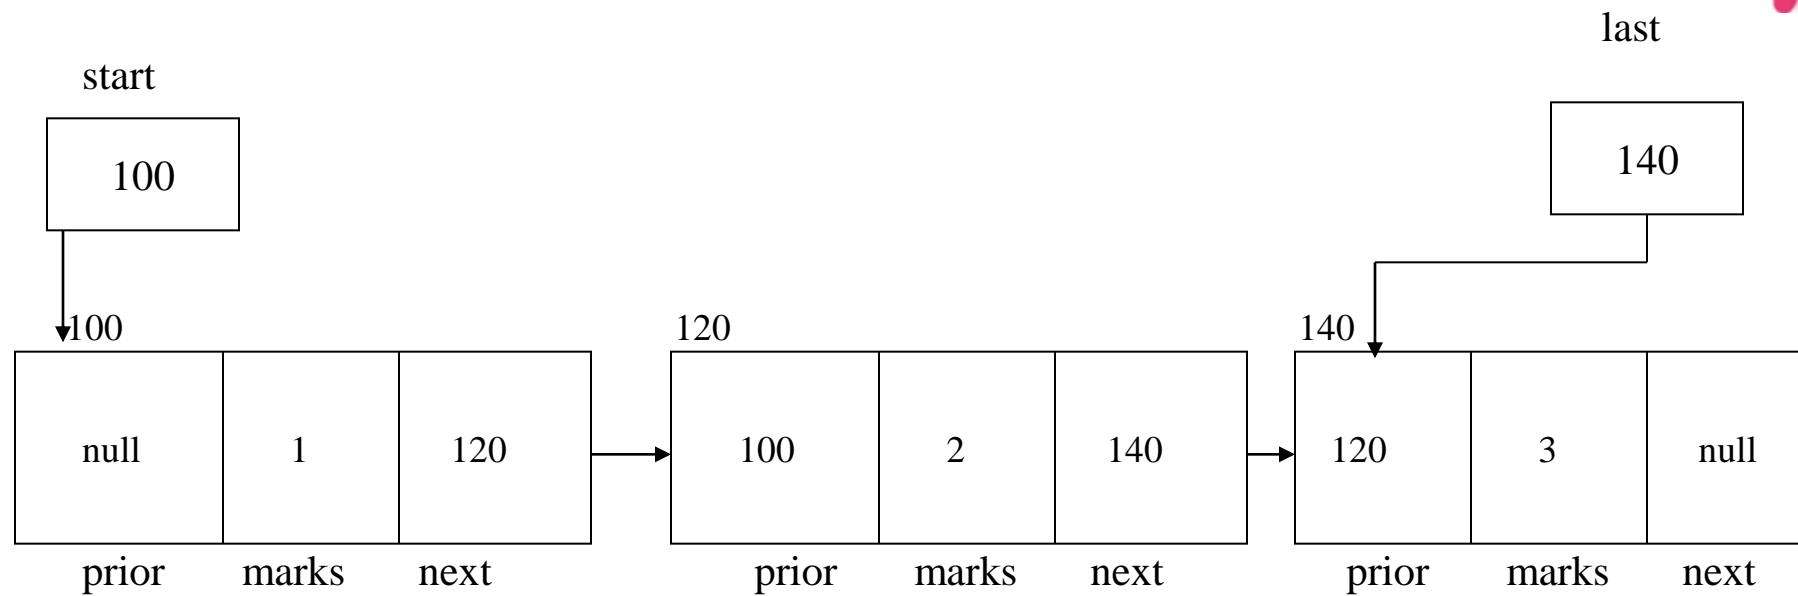 last
start
100
140
100
120
140
null 1 120 100 2 140 120 3 null
prior marks next prior marks next prior marks next